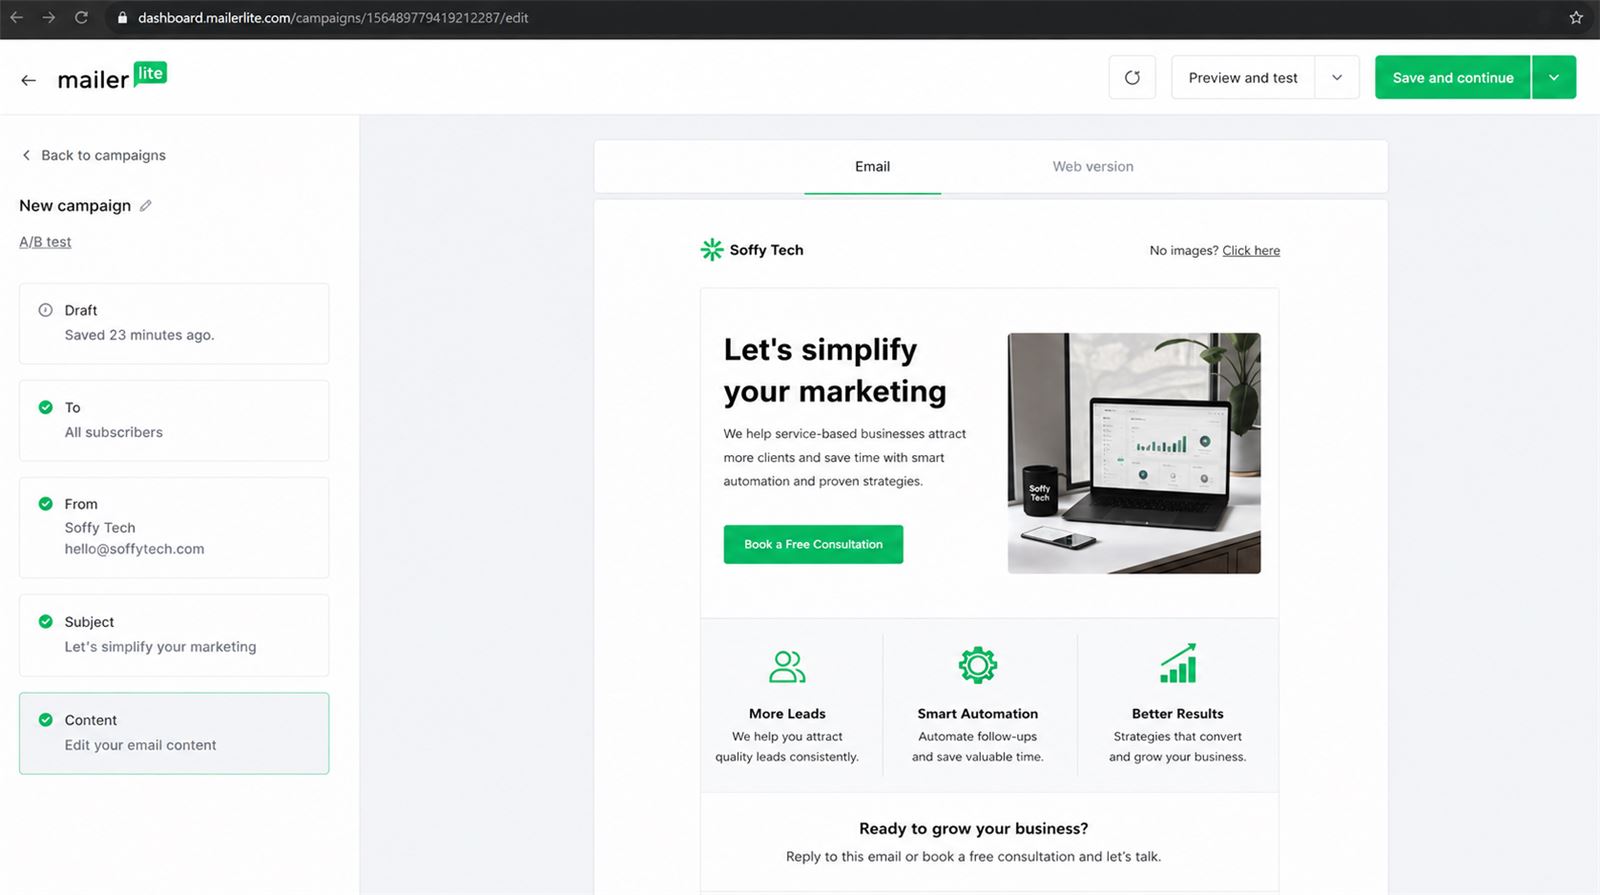 dashboard.mailerlite.com/campaigns/156489779419212287/edit
mailer lite
Preview and test
Save and continue
Back to campaigns
New campaign
A/B test
Draft
Saved 23 minutes ago.
To
All subscribers
From
Soffy Tech
hello@soffytech.com
Subject
Let's simplify your marketing
Content
Edit your email content
Email
Web version
Soffy Tech
No images? Click here
Let's simplify
your marketing
We help service-based businesses attract
more clients and save time with smart
automation and proven strategies.
Book a Free Consultation
Soffy
Tech
More Leads
We help you attract
quality leads consistently.
Smart Automation
Automate follow-ups
and save valuable time.
Better Results
Strategies that convert
and grow your business.
Ready to grow your business?
Reply to this email or book a free consultation and let’s talk.